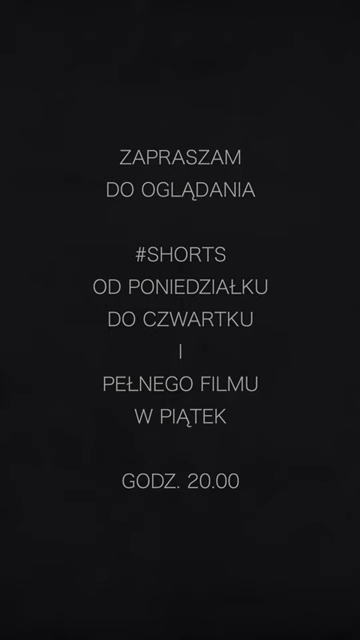 ZAPRASZAM
DO OGLĄDANIA
#SHORTS
OD PONIEDZIAŁKU
DO CZWARTKU
I
PEŁNEGO FILMU
W PIĄTEK
GODZ. 20.00